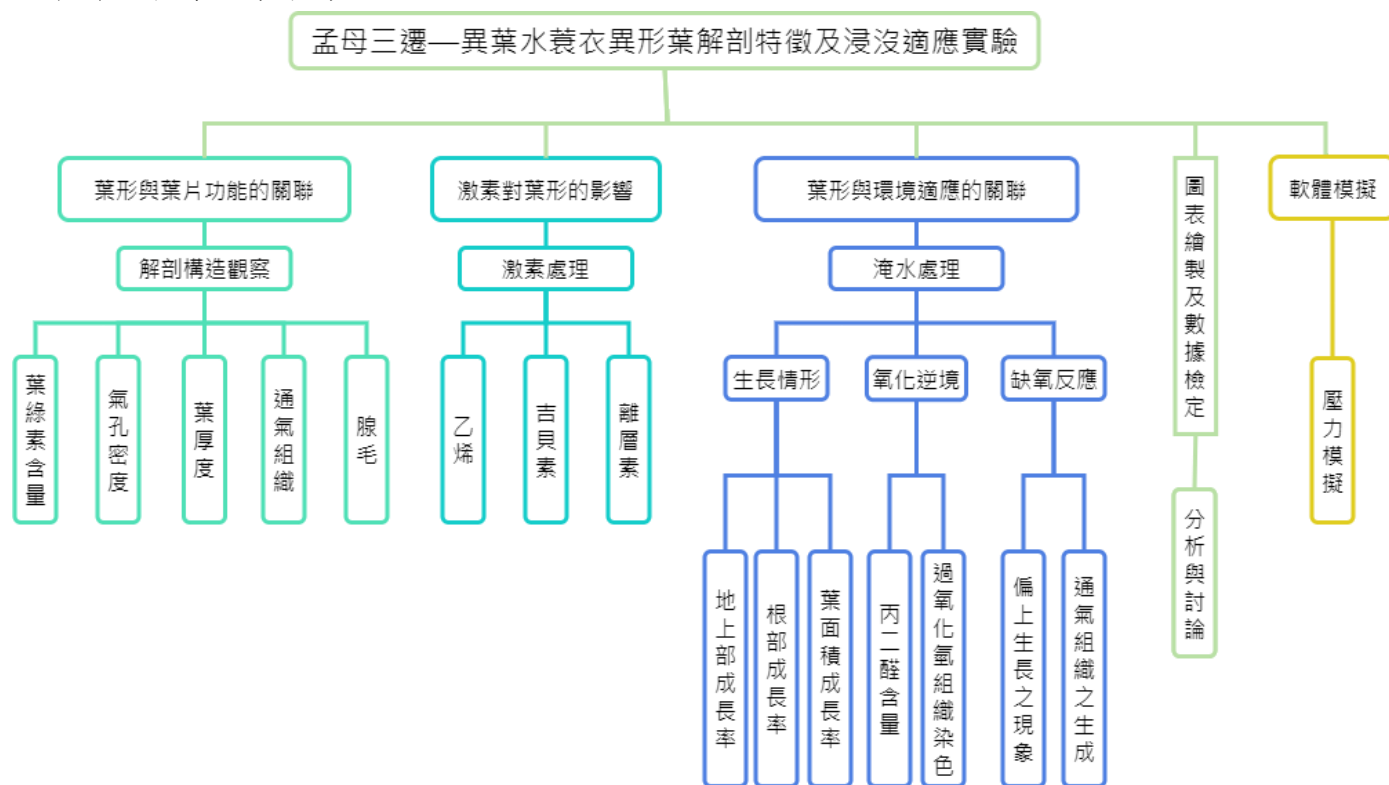 孟母三遷—異葉水蓑衣異形葉解剖特徵及浸沒適應實驗
葉形與葉片功能的關聯
激素對葉形的影響
葉形與環境適應的關聯
圖表繪製及數據檢定
軟體模擬
解剖構造觀察
激素處理
淹水處理
葉綠素含量
氣孔密度
葉厚度
通氣組織
腺毛
乙烯
吉貝素
離層素
生長情形
氧化逆境
缺氧反應
壓力模擬
分析與討論
地上部成長率
根部成長率
葉面積成長率
丙二醛含量
過氧化氫組織染色
偏上生長之現象
通氣組織之生成